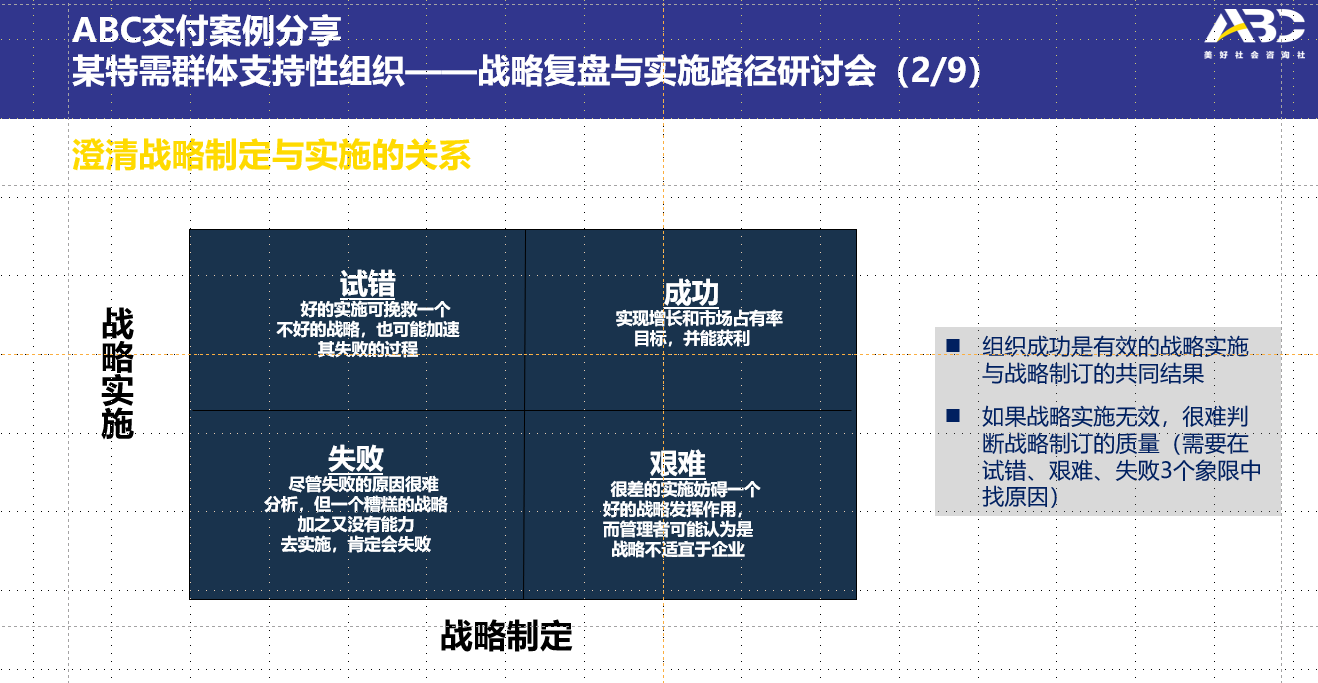 ABC交付案例分享
某特需群体支持性组织——战略复盘与实施路径研讨会（2/9）
ABC
美·好·社·会·咨·询·社
澄清战略制定与实施的关系
战略实施
试错
好的实施可挽救一个
不好的战略，也可能加速
其失败的过程
成功
实现增长和市场占有率
目标，并能获利
失败
尽管失败的原因很难
分析，但一个糟糕的战略
加之又没有能力
去实施，肯定会失败
艰难
很差的实施妨碍一个
好的战略发挥作用，
而管理者可能认为是
战略不适宜于企业
战略制定
■ 组织成功是有效的战略实施
与战略制订的共同结果
■ 如果战略实施无效，很难判
断战略制订的质量（需要在
试错、艰难、失败3个象限中
找原因）